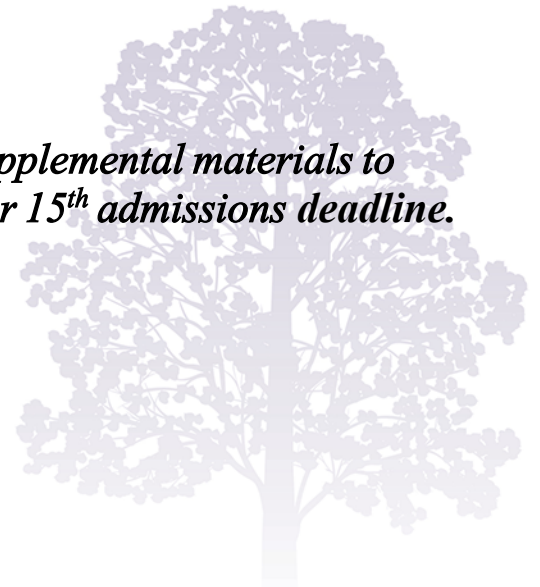 pplemental materials to
r 15th admissions deadline.